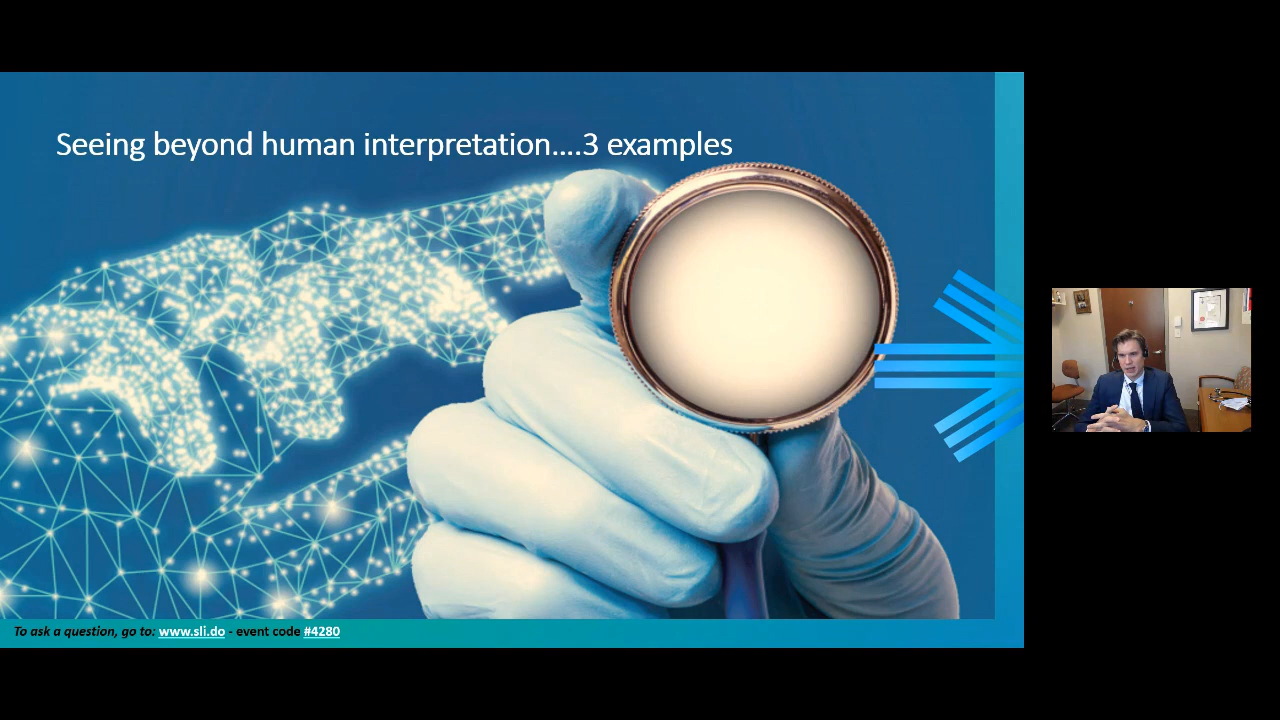 Seeing beyond human interpretation....3 examples
To ask a question, go to: www.sli.do - event code #4280